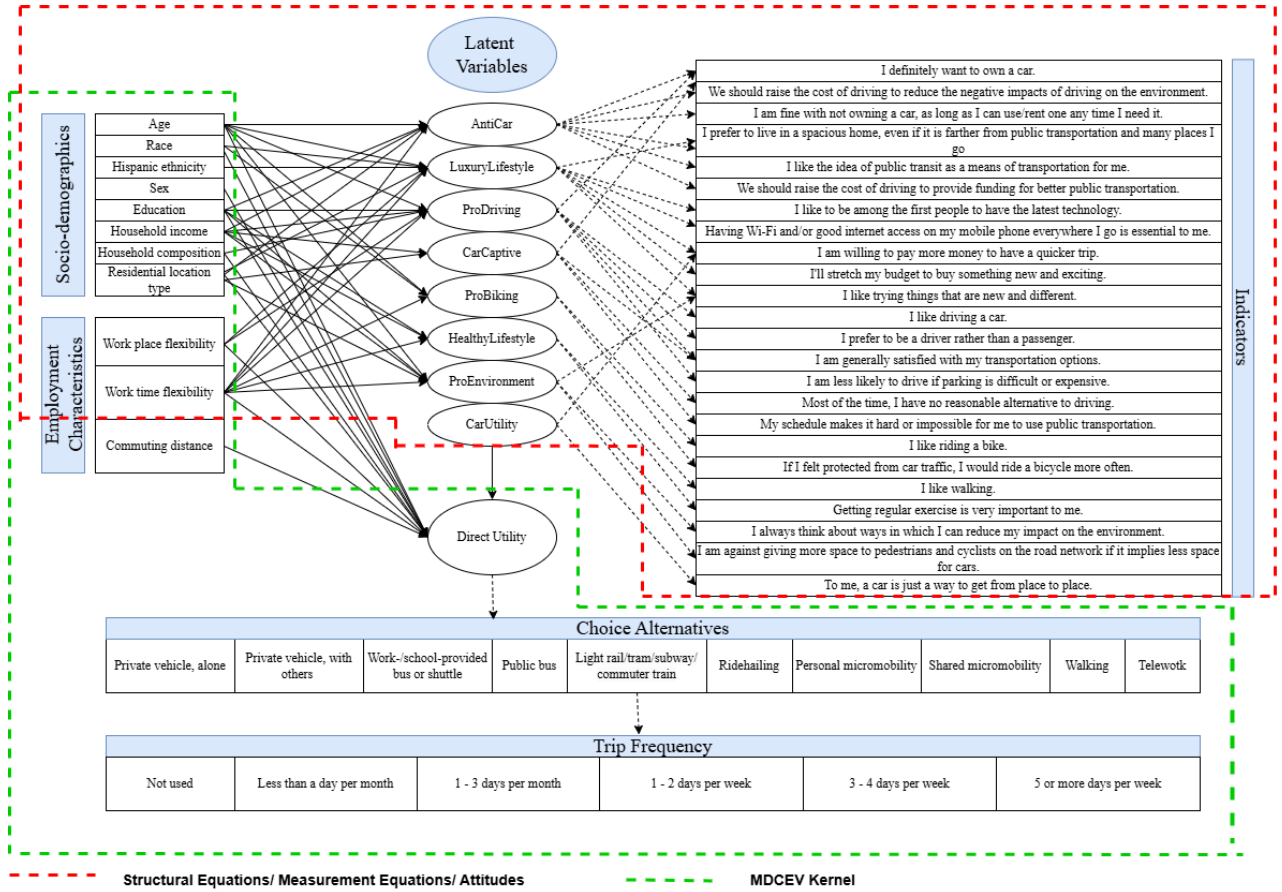 Latent
Variables
Socio-demographics
Age
Race
Hispanic ethnicity
Sex
Education
Household income
Household composition
Residential location
type
Employment
Characteristics
Work place flexibility
Work time flexibility
Commuting distance
AntiCar
LuxuryLifestyle
ProDriving
CarCaptive
ProBiking
HealthyLifestyle
ProEnvironment
CarUtility
Direct Utility
I definitely want to own a car.
We should raise the cost of driving to reduce the negative impacts of driving on the environment.
I am fine with not owning a car, as long as I can use/rent one any time I need it.
I prefer to live in a spacious home, even if it is farther from public transportation and many places I
go
I like the idea of public transit as a means of transportation for me.
We should raise the cost of driving to provide funding for better public transportation.
I like to be among the first people to have the latest technology.
Having Wi-Fi and/or good internet access on my mobile phone everywhere I go is essential to me.
I am willing to pay more money to have a quicker trip.
I'll stretch my budget to buy something new and exciting.
I like trying things that are new and different.
I like driving a car.
I prefer to be a driver rather than a passenger.
I am generally satisfied with my transportation options.
I am less likely to drive if parking is difficult or expensive.
Most of the time, I have no reasonable alternative to driving.
My schedule makes it hard or impossible for me to use public transportation.
I like riding a bike.
If I felt protected from car traffic, I would ride a bicycle more often.
I like walking.
Getting regular exercise is very important to me.
I always think about ways in which I can reduce my impact on the environment.
I am against giving more space to pedestrians and cyclists on the road network if it implies less space
for cars.
To me, a car is just a way to get from place to place.
Indicators
Choice Alternatives
Private vehicle, alone
Private vehicle, with
others
Work-/school-provided
bus or shuttle
Public bus
Light rail/tram/subway/
commuter train
Ridehailing
Personal micromobility
Shared micromobility
Walking
Telewotk
Trip Frequency
Not used
Less than a day per month
1 - 3 days per month
1 - 2 days per week
3 - 4 days per week
5 or more days per week
Structural Equations/ Measurement Equations/ Attitudes
MDCEV Kernel